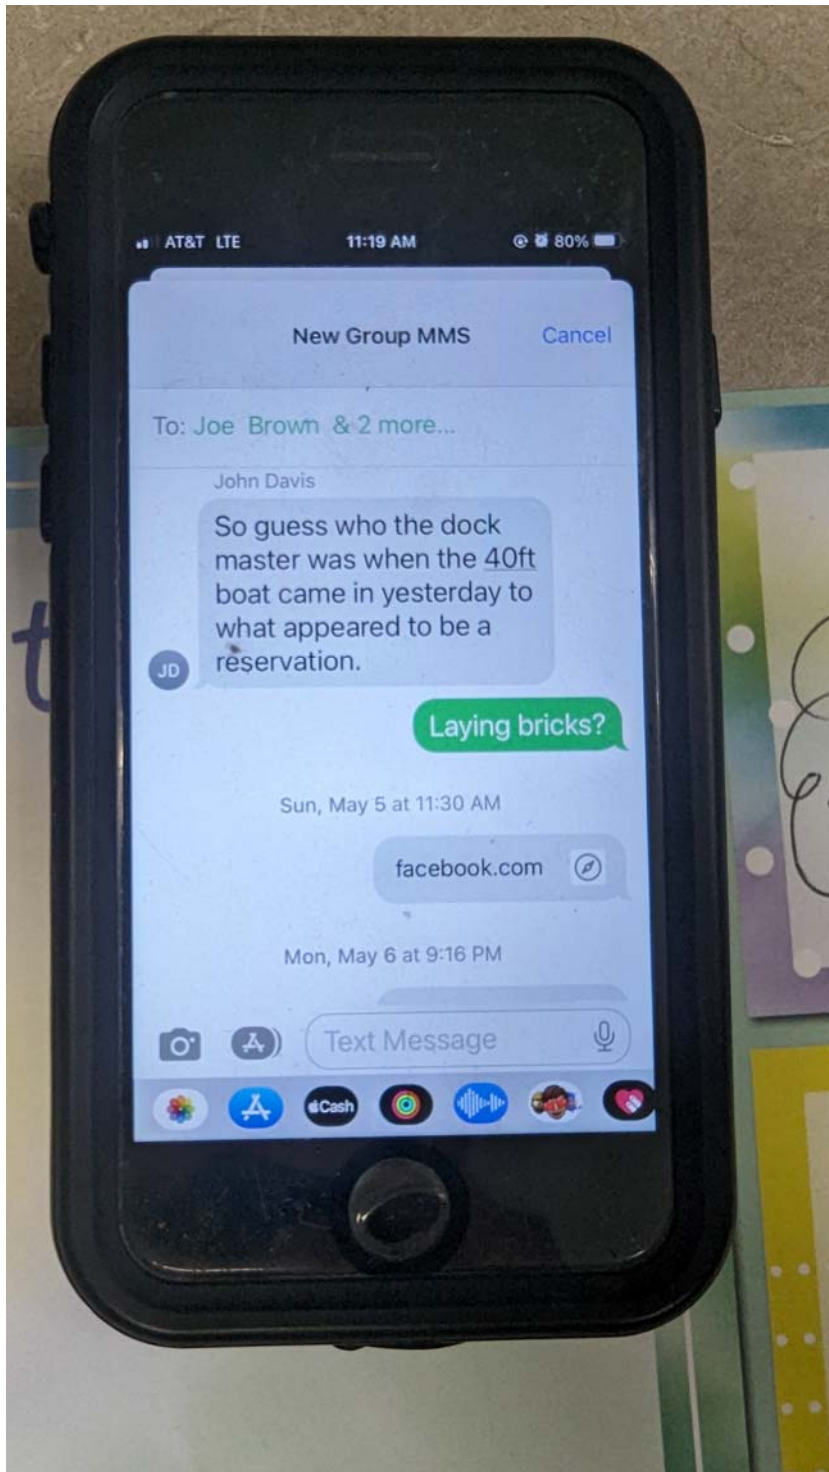 AT&T LTE 11:19 AM 80%
New Group MMS Cancel
To: Joe Brown & 2 more...
John Davis
So guess who the dock
master was when the 40ft
boat came in yesterday to
what appeared to be a
reservation.
JD
Laying bricks?
Sun, May 5 at 11:30 AM
facebook.com
Mon, May 6 at 9:16 PM
Text Message
Cash
t